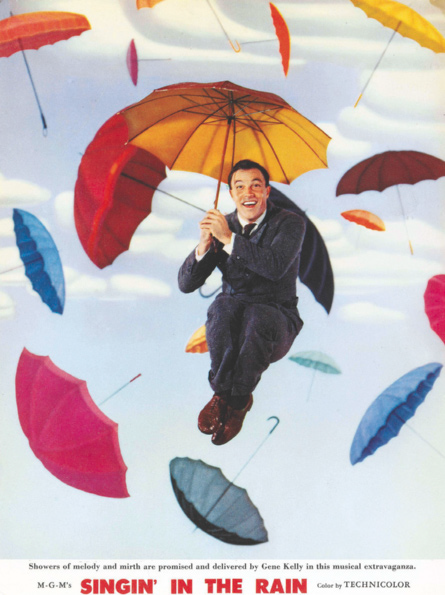 Showers of melody and mirth are promised and delivered by Gene Kelly in this musical extravaganza.
M-G-M's SINGIN' IN THE RAIN Color by TECHNICOLOR